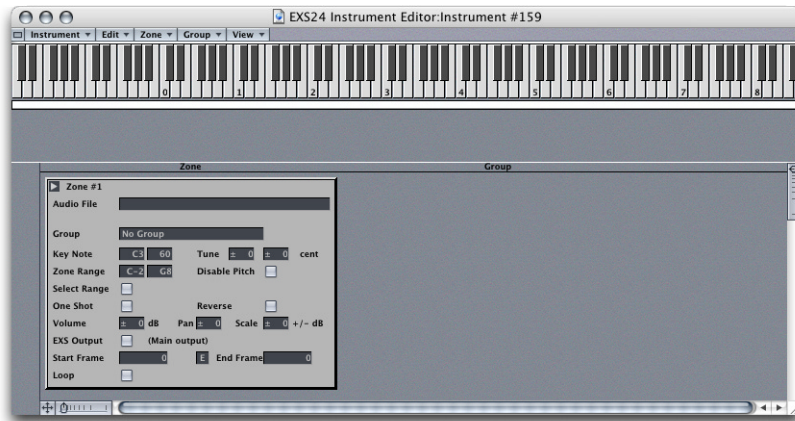 EXS24 Instrument Editor:Instrument #159
Instrument Edit Zone Group View
0 1 2 3 4 5 6 7 8
Zone Group
Zone #1
Audio File
Group No Group
Key Note C3 60 Tune ± 0 ± 0 cent
Zone Range C-2 G8 Disable Pitch
Select Range
One Shot Reverse
Volume ± 0 dB Pan ± 0 Scale ± 0 +/- dB
EXS Output (Main output)
Start Frame 0 E End Frame 0
Loop